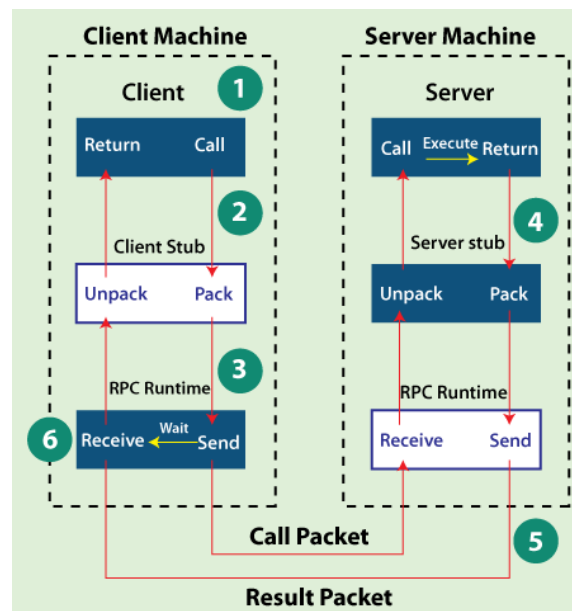 Client Machine
Server Machine
Client
1
Server
Return
Call
Call
Execute
Return
2
4
Client Stub
Server stub
Unpack
Pack
Unpack
Pack
3
RPC Runtime
RPC Runtime
6
Receive
Wait
Send
Receive
Send
Call Packet
5
Result Packet